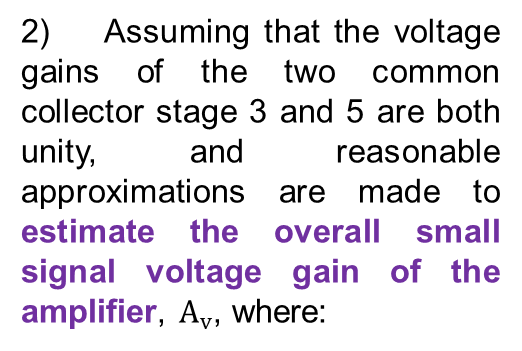 2) Assuming that the voltage
gains of the two common
collector stage 3 and 5 are both
unity, and reasonable
approximations are made to
estimate the overall small
signal voltage gain of the
amplifier, Aᵥ, where: